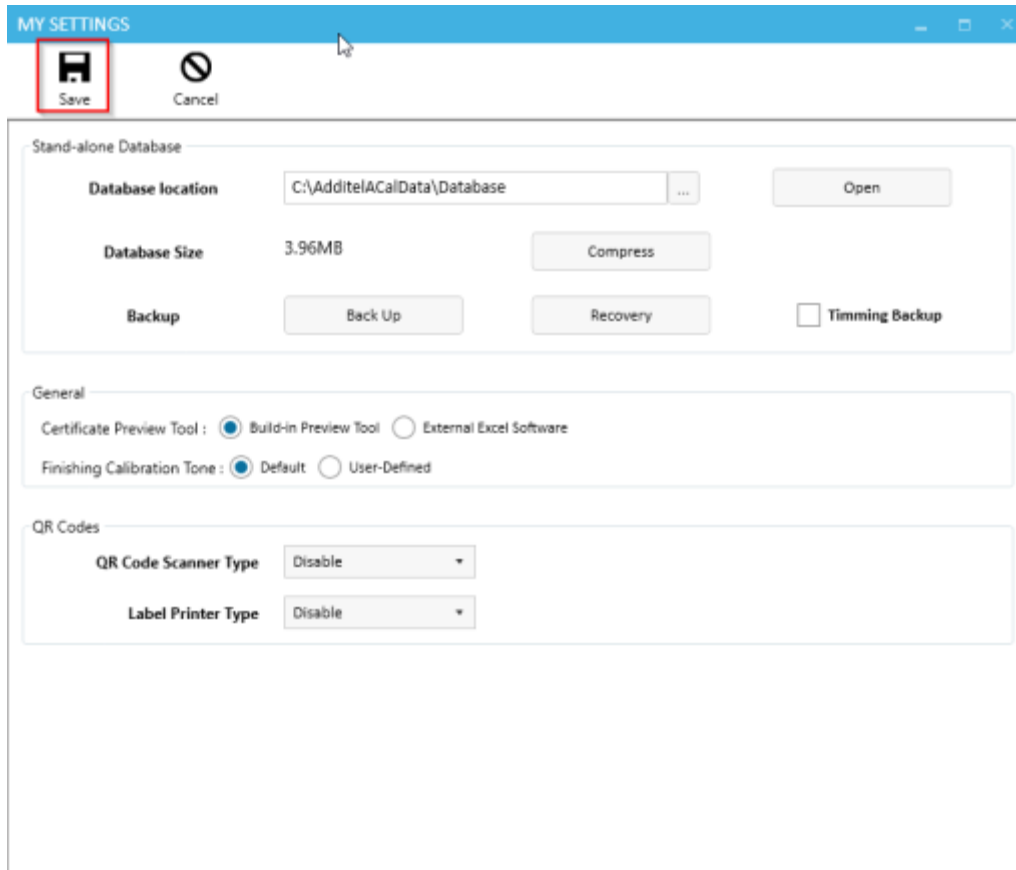 MY SETTINGS
Save Cancel
Stand-alone Database
Database location C:\AdditelACalData\Database ... Open
Database Size 3.96MB Compress
Backup Back Up Recovery Timming Backup
General
Certificate Preview Tool : Build-in Preview Tool External Excel Software
Finishing Calibration Tone : Default User-Defined
QR Codes
QR Code Scanner Type Disable
Label Printer Type Disable